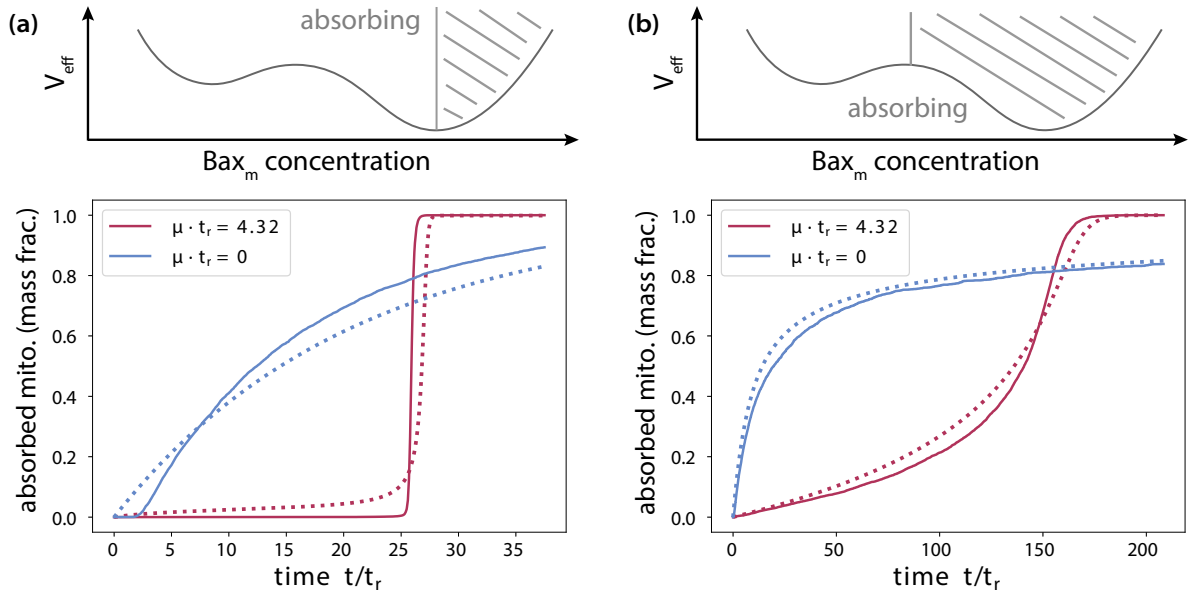 (a)
absorbing
V_eff
Bax_m concentration
absorbed mito. (mass frac.)
1.0
0.8
0.6
0.4
0.2
0.0
μ · t_r = 4.32
μ · t_r = 0
0 5 10 15 20 25 30 35
time t/t_r
(b)
V_eff
absorbing
Bax_m concentration
absorbed mito. (mass frac.)
1.0
0.8
0.6
0.4
0.2
0.0
μ · t_r = 4.32
μ · t_r = 0
0 50 100 150 200
time t/t_r